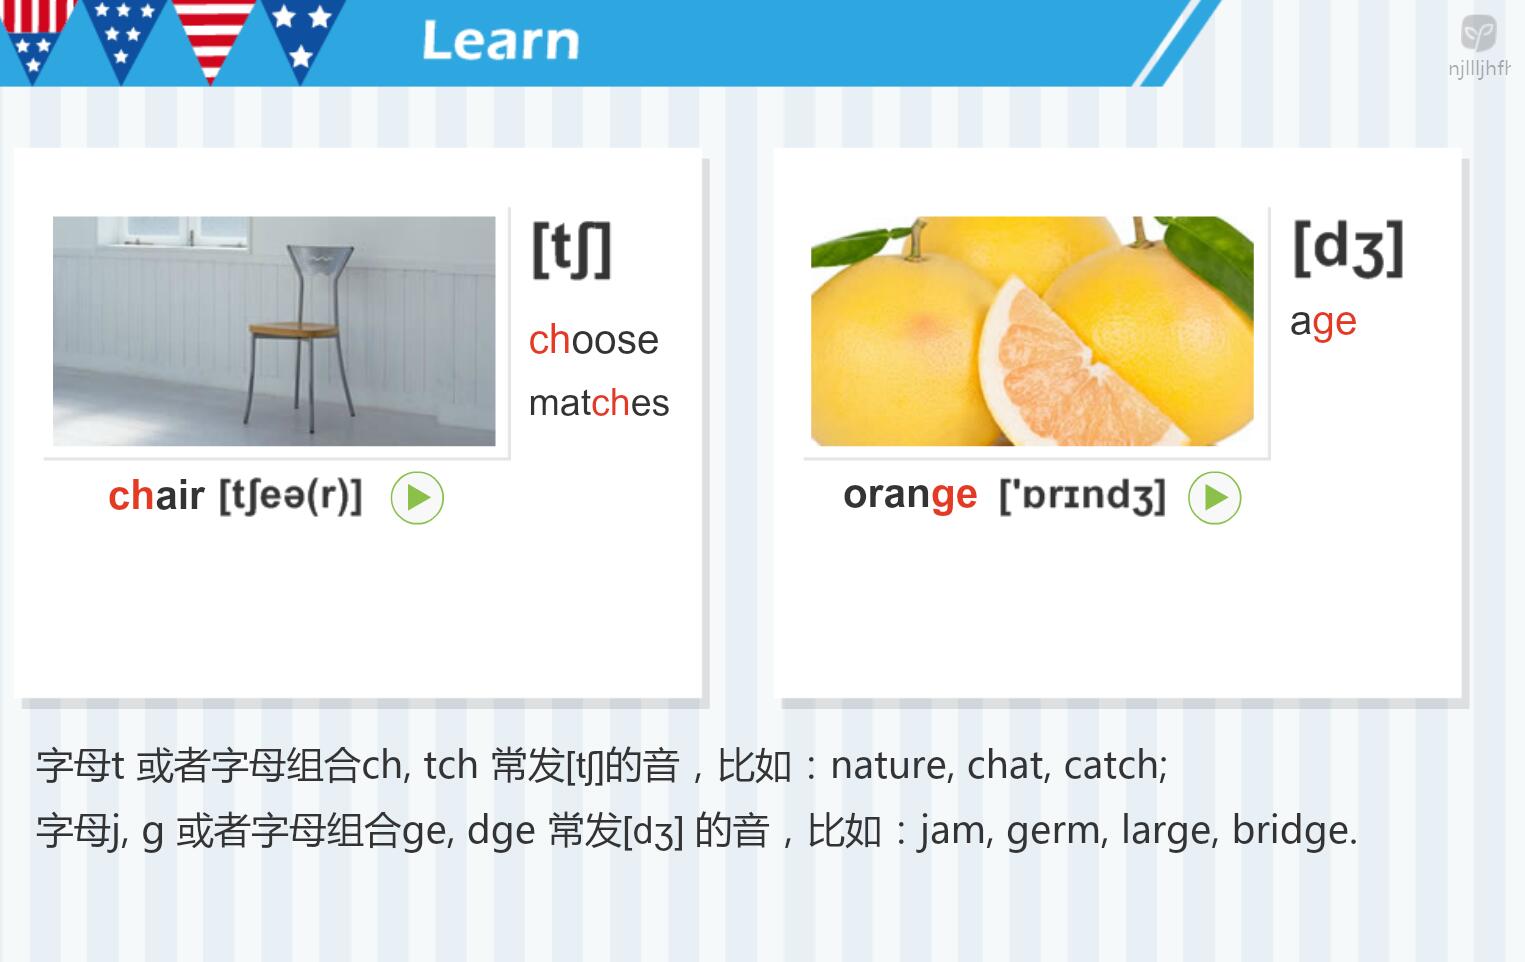 Learn
njllljhfh
[tʃ]
choose
matches
chair [tʃeə(r)]
[dʒ]
age
orange ['ɒrɪndʒ]
字母t 或者字母组合ch, tch 常发[tʃ]的音，比如：nature, chat, catch;
字母j, g 或者字母组合ge, dge 常发[dʒ] 的音，比如：jam, germ, large, bridge.